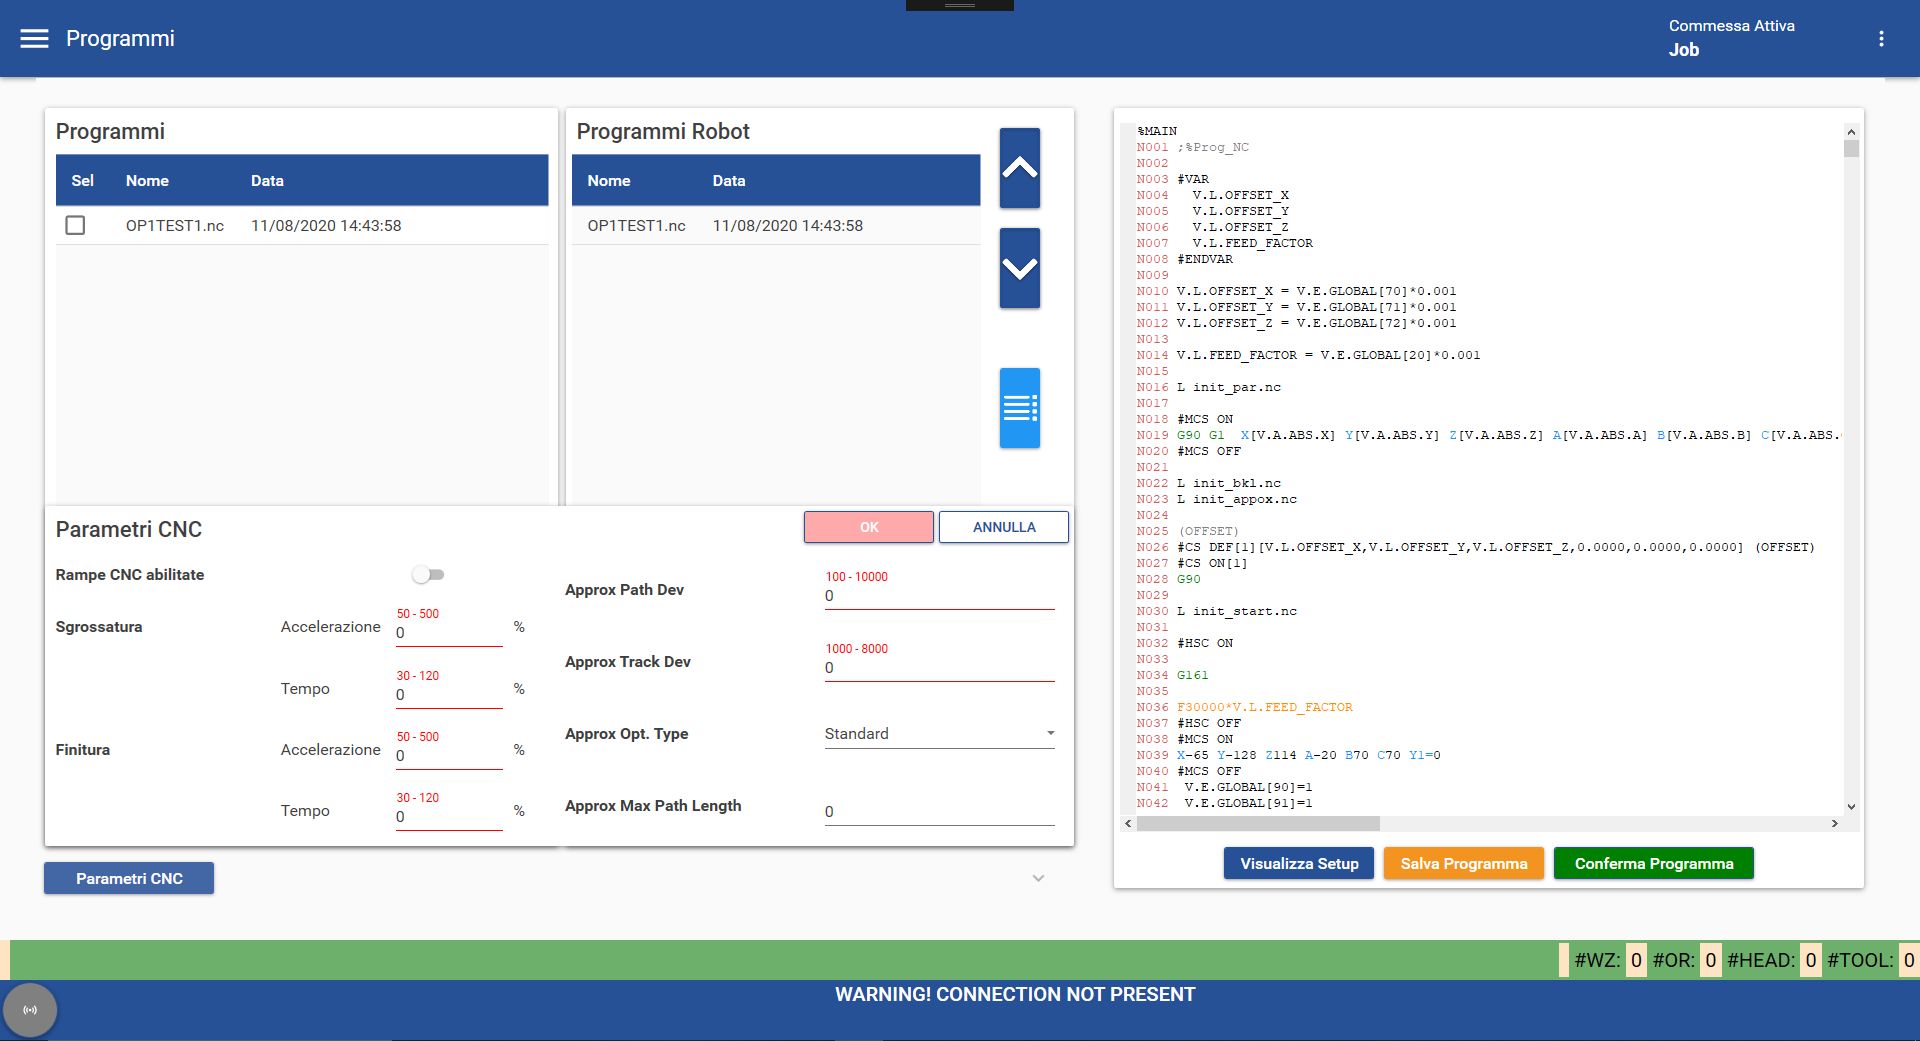 Programmi
Commessa Attiva
Job
Programmi
Sel Nome Data
OP1TEST1.nc 11/08/2020 14:43:58
Programmi Robot
Nome Data
OP1TEST1.nc 11/08/2020 14:43:58
Parametri CNC
OK
ANNULLA
Rampe CNC abilitate
Sgrossatura
Accelerazione
50 - 500
0
%
Tempo
30 - 120
0
%
Finitura
Accelerazione
50 - 500
0
%
Tempo
30 - 120
0
%
Approx Path Dev
100 - 10000
0
Approx Track Dev
1000 - 8000
0
Approx Opt. Type
Standard
Approx Max Path Length
0
Parametri CNC
%MAIN
N001 ;%Prog_NC
N002
N003 #VAR
N004 V.L.OFFSET_X
N005 V.L.OFFSET_Y
N006 V.L.OFFSET_Z
N007 V.L.FEED_FACTOR
N008 #ENDVAR
N009
N010 V.L.OFFSET_X = V.E.GLOBAL[70]*0.001
N011 V.L.OFFSET_Y = V.E.GLOBAL[71]*0.001
N012 V.L.OFFSET_Z = V.E.GLOBAL[72]*0.001
N013
N014 V.L.FEED_FACTOR = V.E.GLOBAL[20]*0.001
N015
N016 L init_par.nc
N017
N018 #MCS ON
N019 G90 G1 X[V.A.ABS.X] Y[V.A.ABS.Y] Z[V.A.ABS.Z] A[V.A.ABS.A] B[V.A.ABS.B] C[V.A.ABS.
N020 #MCS OFF
N021
N022 L init_bkl.nc
N023 L init_appox.nc
N024
N025 (OFFSET)
N026 #CS DEF[1][V.L.OFFSET_X,V.L.OFFSET_Y,V.L.OFFSET_Z,0.0000,0.0000,0.0000] (OFFSET)
N027 #CS ON[1]
N028 G90
N029
N030 L init_start.nc
N031
N032 #HSC ON
N033
N034 G161
N035
N036 F30000*V.L.FEED_FACTOR
N037 #HSC OFF
N038 #MCS ON
N039 X-65 Y-128 Z114 A-20 B70 C70 Y1=0
N040 #MCS OFF
N041 V.E.GLOBAL[90]=1
N042 V.E.GLOBAL[91]=1
Visualizza Setup
Salva Programma
Conferma Programma
#WZ: 0 #OR: 0 #HEAD: 0 #TOOL: 0
WARNING! CONNECTION NOT PRESENT